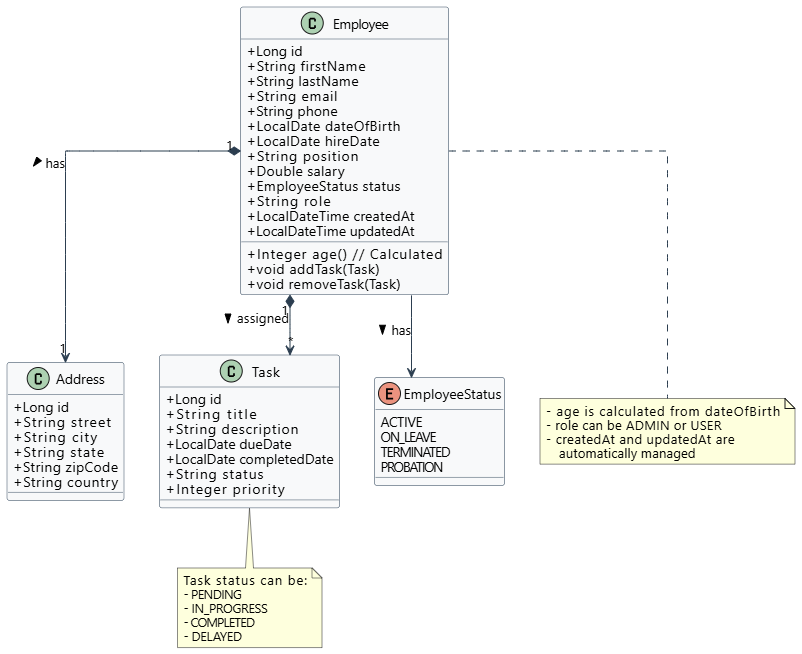 C Employee
+Long id
+String firstName
+String lastName
+String email
+String phone
+LocalDate dateOfBirth
+LocalDate hireDate
+String position
+Double salary
+EmployeeStatus status
+String role
+LocalDateTime createdAt
+LocalDateTime updatedAt
+Integer age() // Calculated
+void addTask(Task)
+void removeTask(Task)
1
has
1
1
assigned
*
has
C Address
+Long id
+String street
+String city
+String state
+String zipCode
+String country
C Task
+Long id
+String title
+String description
+LocalDate dueDate
+LocalDate completedDate
+String status
+Integer priority
E EmployeeStatus
ACTIVE
ON_LEAVE
TERMINATED
PROBATION
- age is calculated from dateOfBirth
- role can be ADMIN or USER
- createdAt and updatedAt are
automatically managed
Task status can be:
- PENDING
- IN_PROGRESS
- COMPLETED
- DELAYED